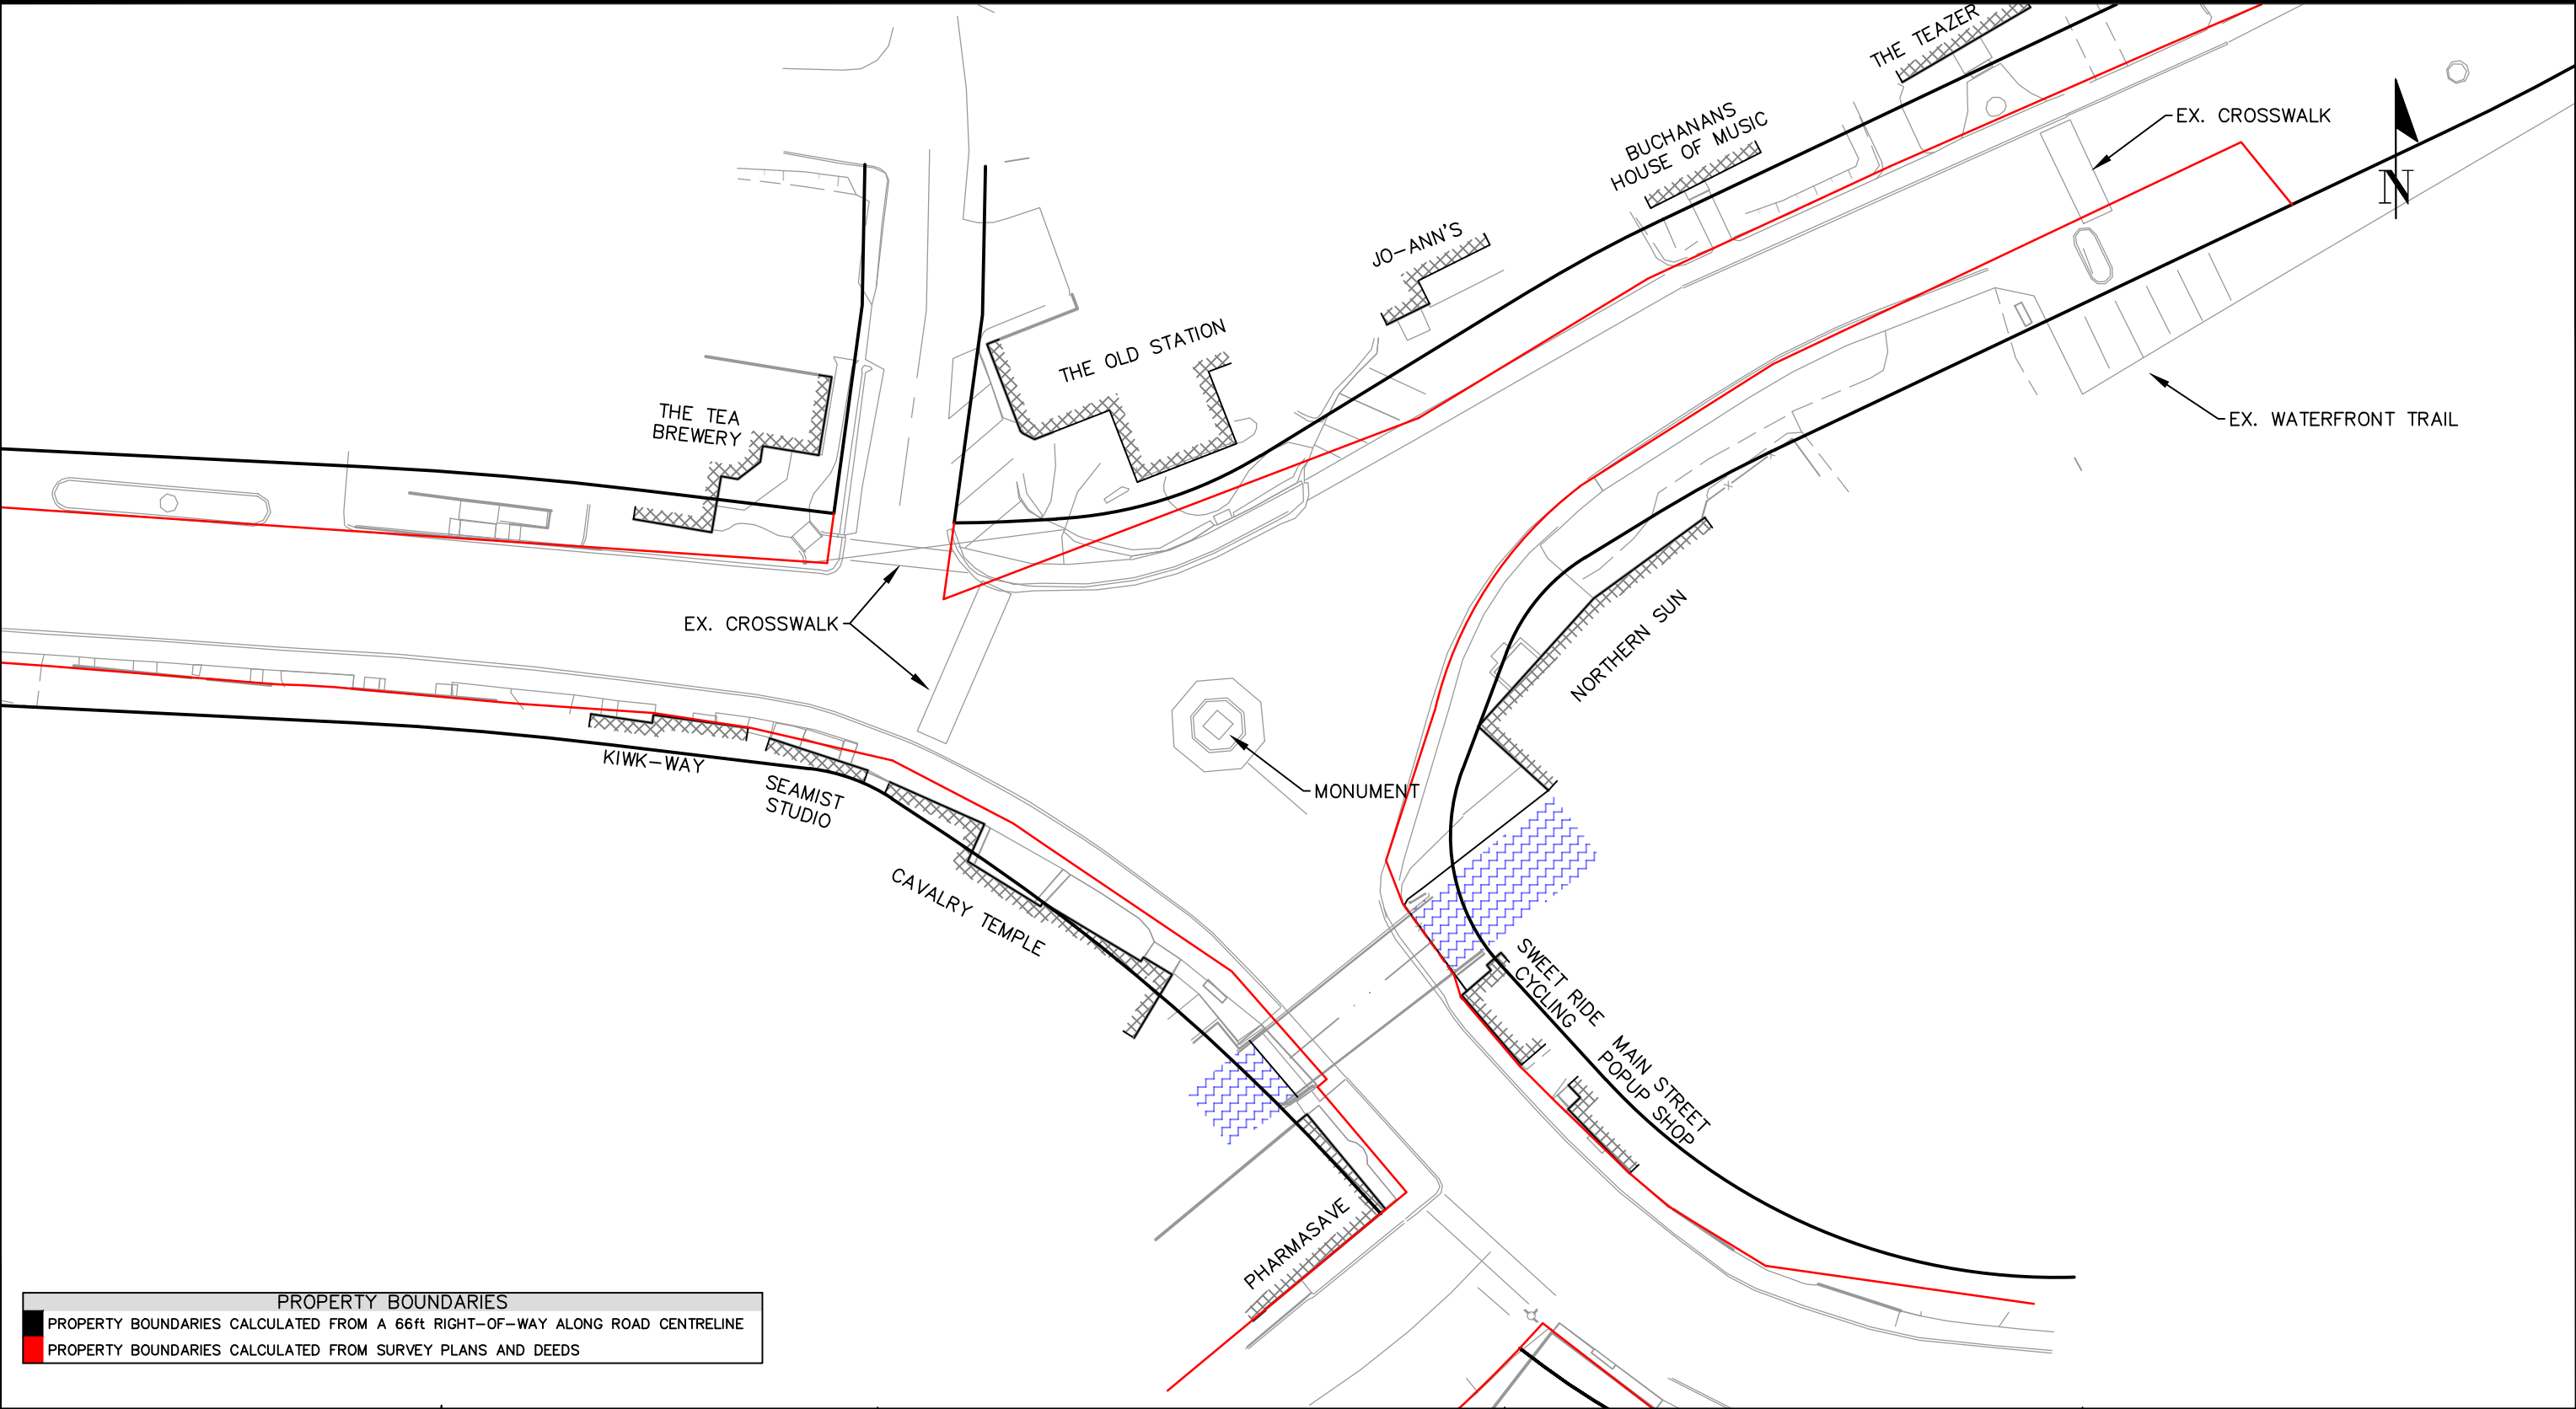 THE TEAZER
EX. CROSSWALK
BUCHANANS
HOUSE OF MUSIC
N
JO-ANN'S
THE OLD STATION
THE TEA
BREWERY
EX. WATERFRONT TRAIL
EX. CROSSWALK
NORTHERN SUN
KIWK-WAY
SEAMIST
STUDIO
MONUMENT
CAVALRY TEMPLE
SWEET RIDE
CYCLING
MAIN STREET
POPUP SHOP
PHARMASAVE
PROPERTY BOUNDARIES
PROPERTY BOUNDARIES CALCULATED FROM A 66ft RIGHT-OF-WAY ALONG ROAD CENTRELINE
PROPERTY BOUNDARIES CALCULATED FROM SURVEY PLANS AND DEEDS